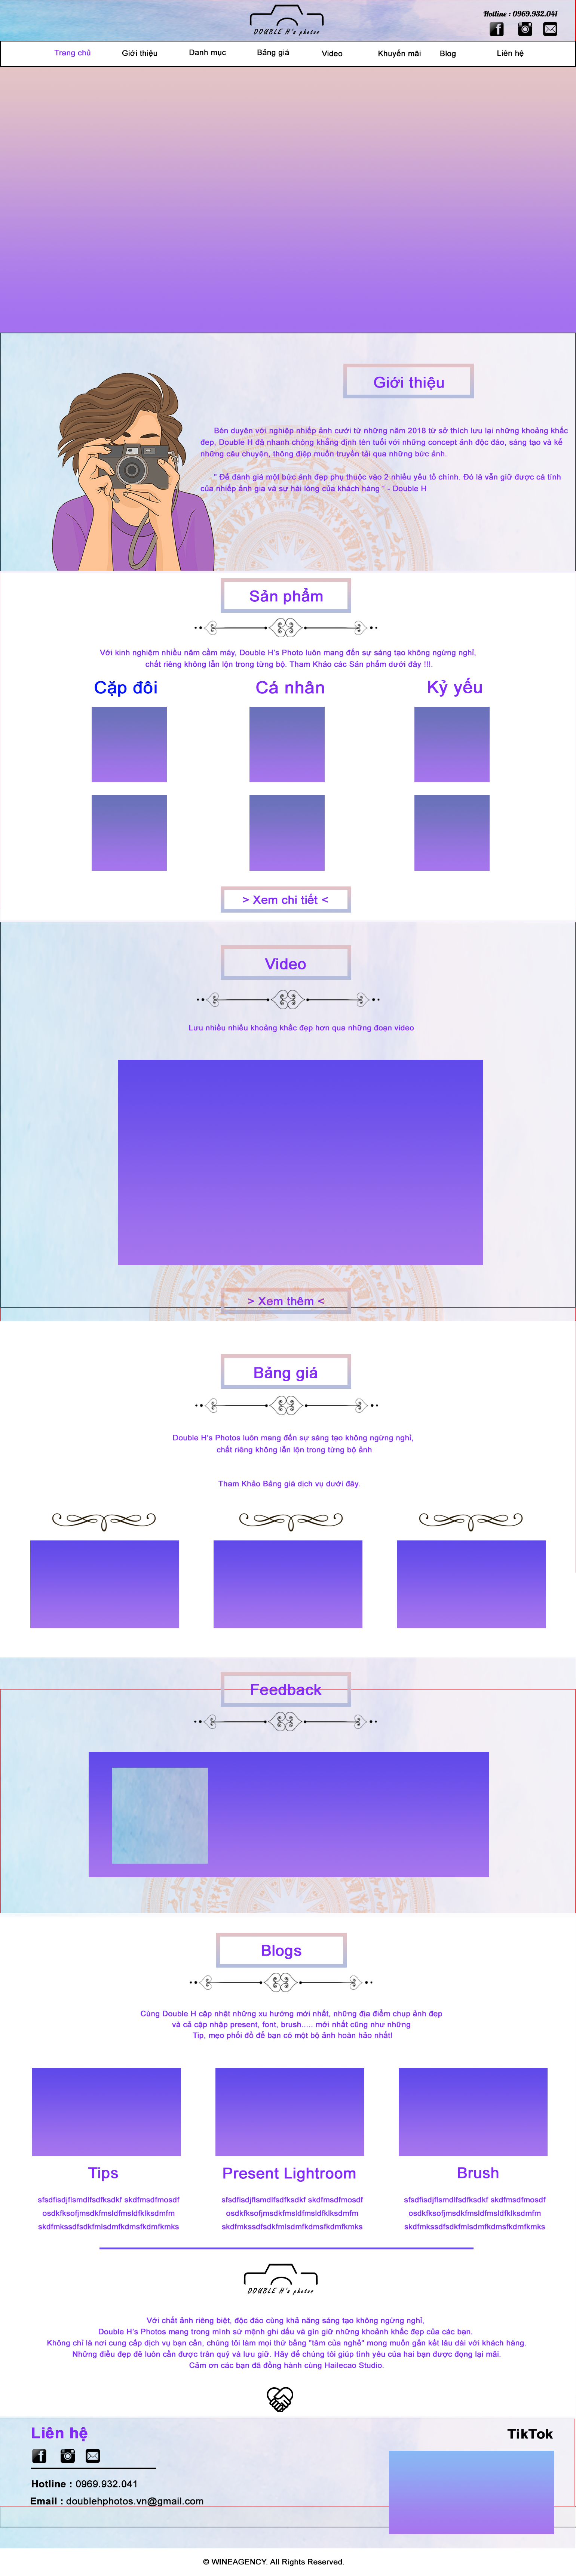 DOUBLE H's photos
Hotline : 0969.932.041
Trang chủ Giới thiệu Danh mục Bảng giá Video Khuyến mãi Blog Liên hệ
Giới thiệu
Bén duyên với nghiệp nhiếp ảnh cưới từ những năm 2018 từ sở thích lưu lại những khoảng khắc
đep, Double H đã nhanh chóng khẳng định tên tuổi với những concept ảnh độc đáo, sáng tạo và kể
những câu chuyện, thông điệp muốn truyền tải qua những bức ảnh.
" Để đánh giá một bức ảnh đẹp phụ thuộc vào 2 nhiều yếu tố chính. Đó là vẫn giữ được cá tính
của nhiếp ảnh gia và sự hài lòng của khách hàng " - Double H
Sản phẩm
Với kinh nghiệm nhiều năm cầm máy, Double H's Photo luôn mang đến sự sáng tạo không ngừng nghỉ,
chất riêng không lẫn lộn trong từng bộ. Tham Khảo các Sản phẩm dưới đây !!!.
Cặp đôi Cá nhân Kỷ yếu
> Xem chi tiết <
Video
Lưu nhiều nhiều khoảng khắc đẹp hơn qua những đoạn video
> Xem thêm <
Bảng giá
Double H's Photos luôn mang đến sự sáng tạo không ngừng nghỉ,
chất riêng không lẫn lộn trong từng bộ ảnh
Tham Khảo Bảng giá dịch vụ dưới đây.
Feedback
Blogs
Cùng Double H cập nhật những xu hướng mới nhất, những địa điểm chụp ảnh đẹp
và cả cập nhập present, font, brush..... mới nhất cũng như những
Tip, mẹo phối đồ để bạn có một bộ ảnh hoàn hảo nhất!
Tips Present Lightroom Brush
sfsdfisdjflsmdlfsdfksdkf skdfmsdfmosdf sfsdfisdjflsmdlfsdfksdkf skdfmsdfmosdf sfsdfisdjflsmdlfsdfksdkf skdfmsdfmosdf
osdkfksofjmsdkfmsldfmsldfklksdmfm osdkfksofjmsdkfmsldfmsldfklksdmfm osdkfksofjmsdkfmsldfmsldfklksdmfm
skdfmkssdfsdkfmlsdmfkdmsfkdmfkmks skdfmkssdfsdkfmlsdmfkdmsfkdmfkmks skdfmkssdfsdkfmlsdmfkdmsfkdmfkmks
DOUBLE H's photos
Với chất ảnh riêng biệt, độc đáo cùng khả năng sáng tạo không ngừng nghỉ,
Double H's Photos mang trong mình sứ mệnh ghi dấu và gìn giữ những khoảnh khắc đẹp của các bạn.
Không chỉ là nơi cung cấp dịch vụ bạn cần, chúng tôi làm mọi thứ bằng "tâm của nghề" mong muốn gắn kết lâu dài với khách hàng.
Những điều đẹp đẽ luôn cần được trân quý và lưu giữ. Hãy để chúng tôi giúp tình yêu của hai bạn được đọng lại mãi.
Cảm ơn các bạn đã đồng hành cùng Hailecao Studio.
Liên hệ
TikTok
Hotline : 0969.932.041
Email : doublehphotos.vn@gmail.com
© WINEAGENCY. All Rights Reserved.